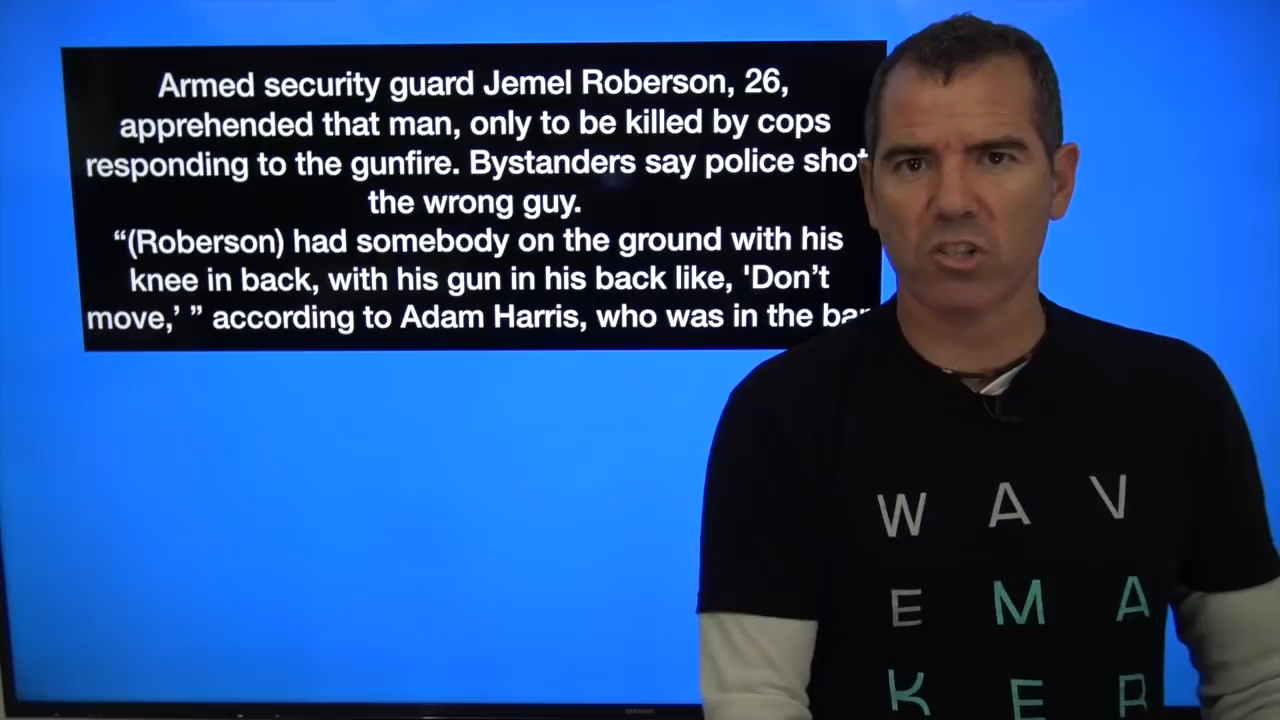 Armed security guard Jemel Roberson, 26,
apprehended that man, only to be killed by cops
responding to the gunfire. Bystanders say police shot
the wrong guy.
“(Roberson) had somebody on the ground with his
knee in back, with his gun in his back like, 'Don’t
move,’ ” according to Adam Harris, who was in the bar
W A V
E M A
K E R
SAMSUNG